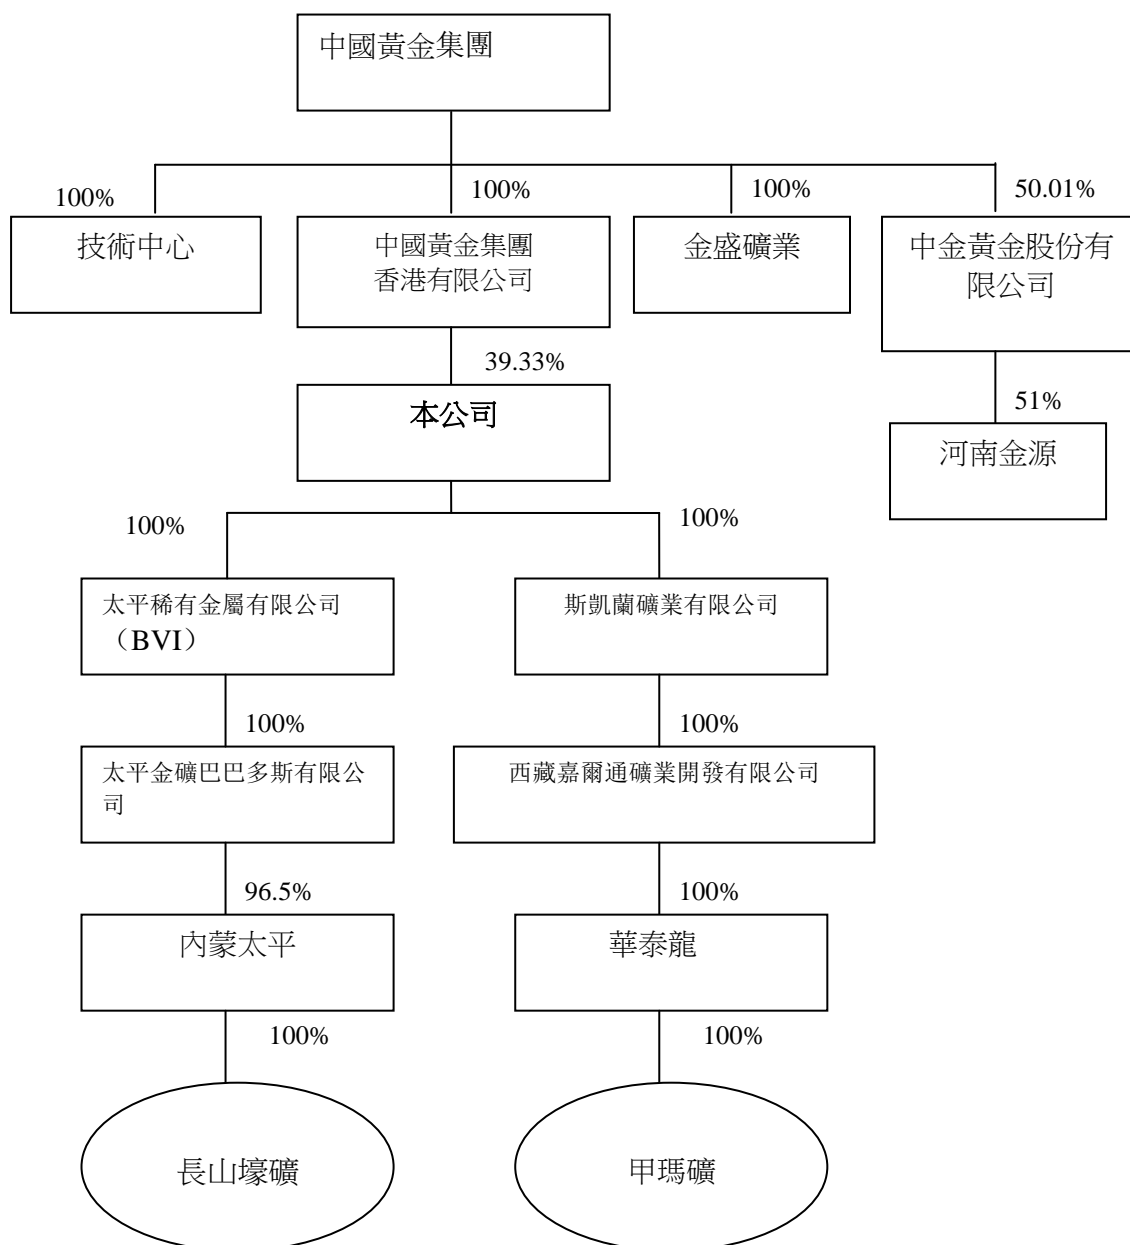 中國黃金集團
100%
100%
100%
50.01%
技術中心
中國黃金集團
香港有限公司
金盛礦業
中金黃金股份有
限公司
39.33%
本公司
51%
河南金源
100%
100%
太平稀有金屬有限公司
（BVI）
斯凱蘭礦業有限公司
100%
100%
太平金礦巴巴多斯有限公
司
西藏嘉爾通礦業開發有限公司
96.5%
100%
內蒙太平
華泰龍
100%
100%
長山壕礦
甲瑪礦